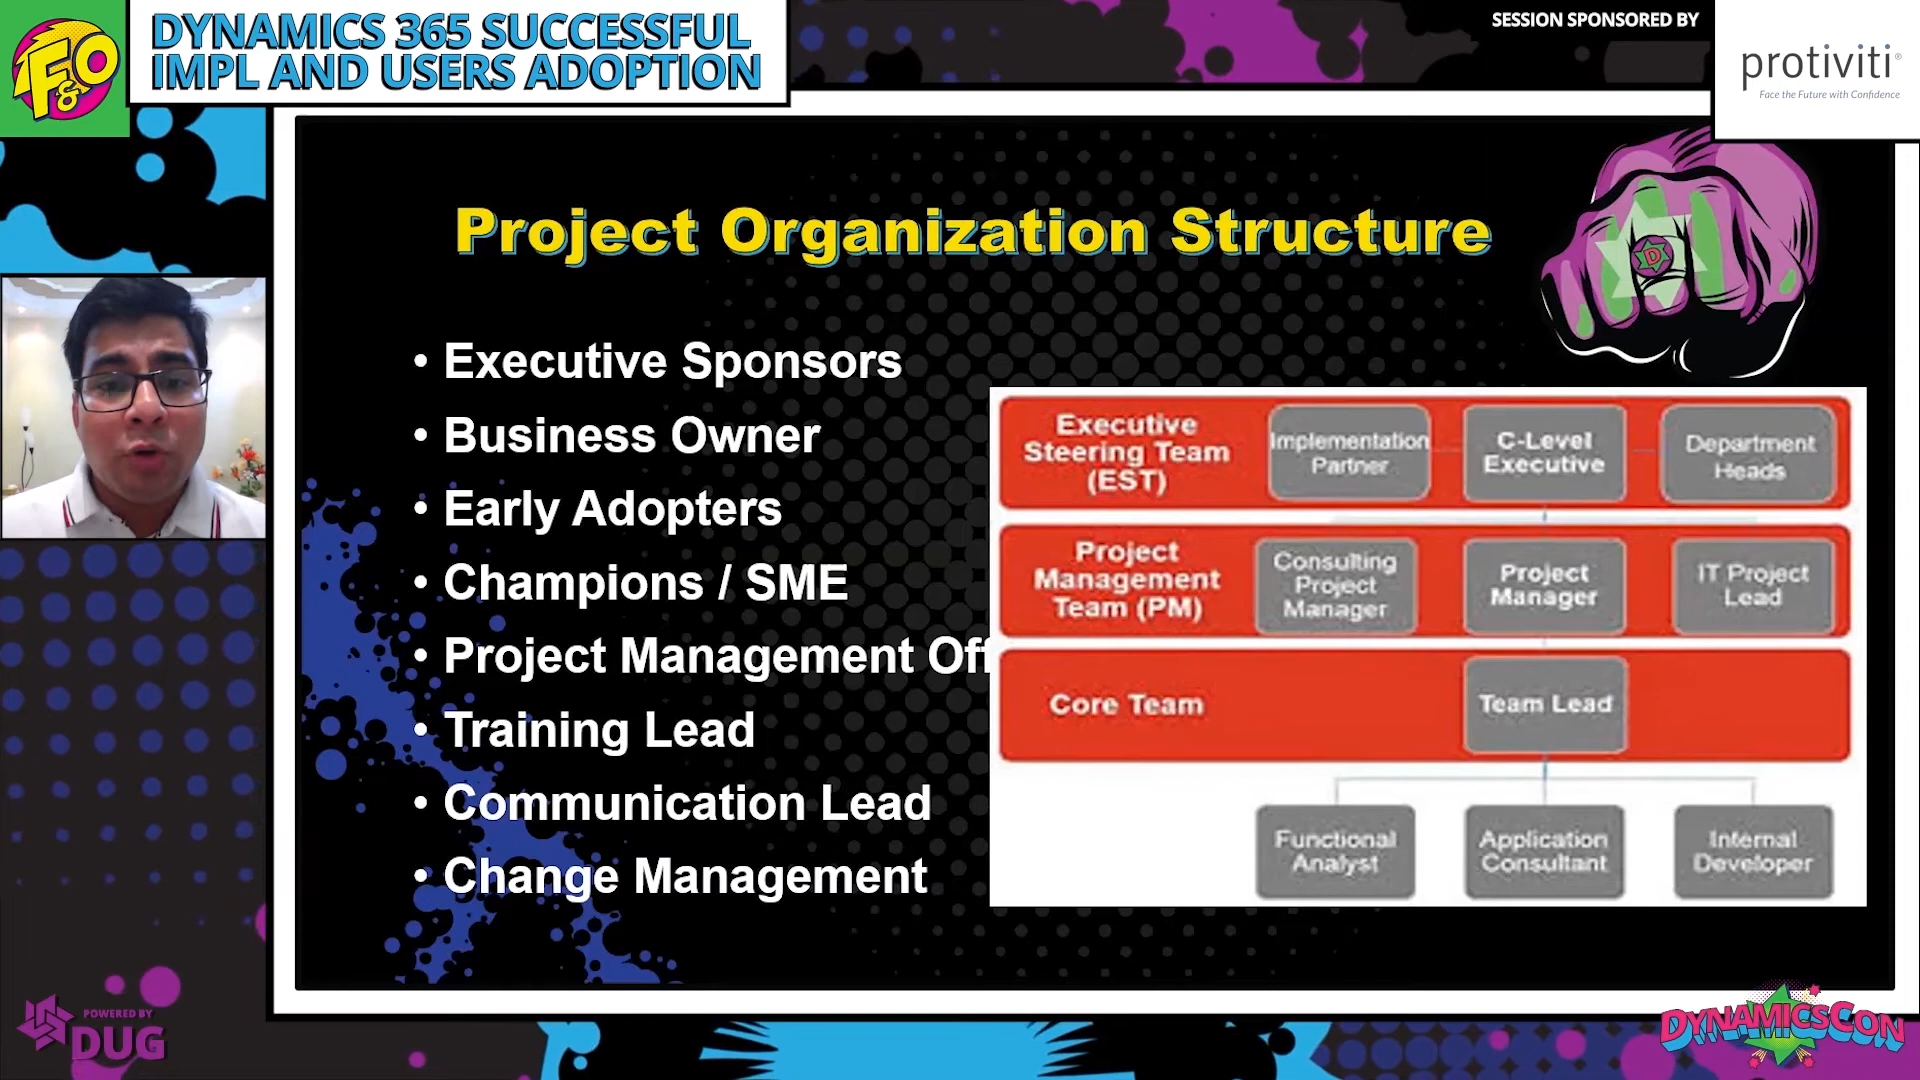 F&O
DYNAMICS 365 SUCCESSFUL
IMPL AND USERS ADOPTION
SESSION SPONSORED BY
protiviti®
Face the Future with Confidence
Project Organization Structure
D
• Executive Sponsors
• Business Owner
• Early Adopters
• Champions / SME
• Project Management Off
• Training Lead
• Communication Lead
• Change Management
Executive
Steering Team
(EST)
Implementation
Partner
C-Level
Executive
Department
Heads
Project
Management
Team (PM)
Consulting
Project
Manager
Project
Manager
IT Project
Lead
Core Team
Team Lead
Functional
Analyst
Application
Consultant
Internal
Developer
POWERED BY
DUG
DYNAMICSCON